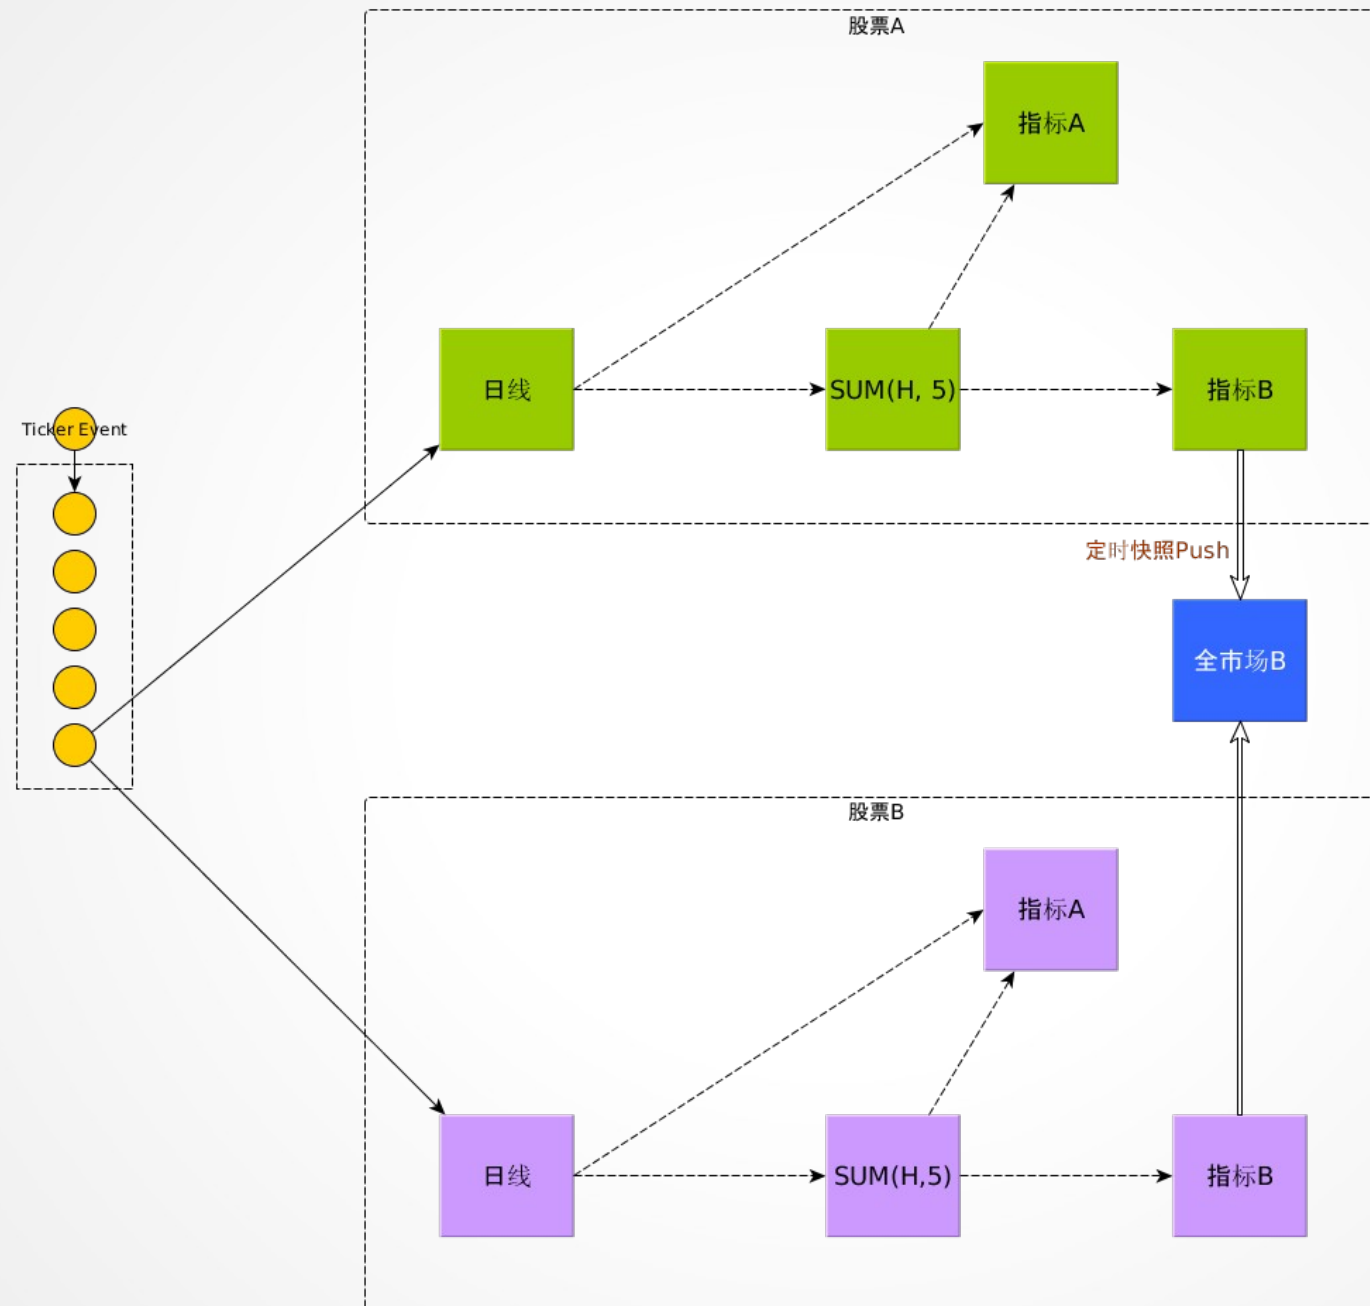 股票A
指标A
日线
SUM(H, 5)
指标B
Ticker Event
定时快照Push
全市场B
股票B
指标A
日线
SUM(H,5)
指标B